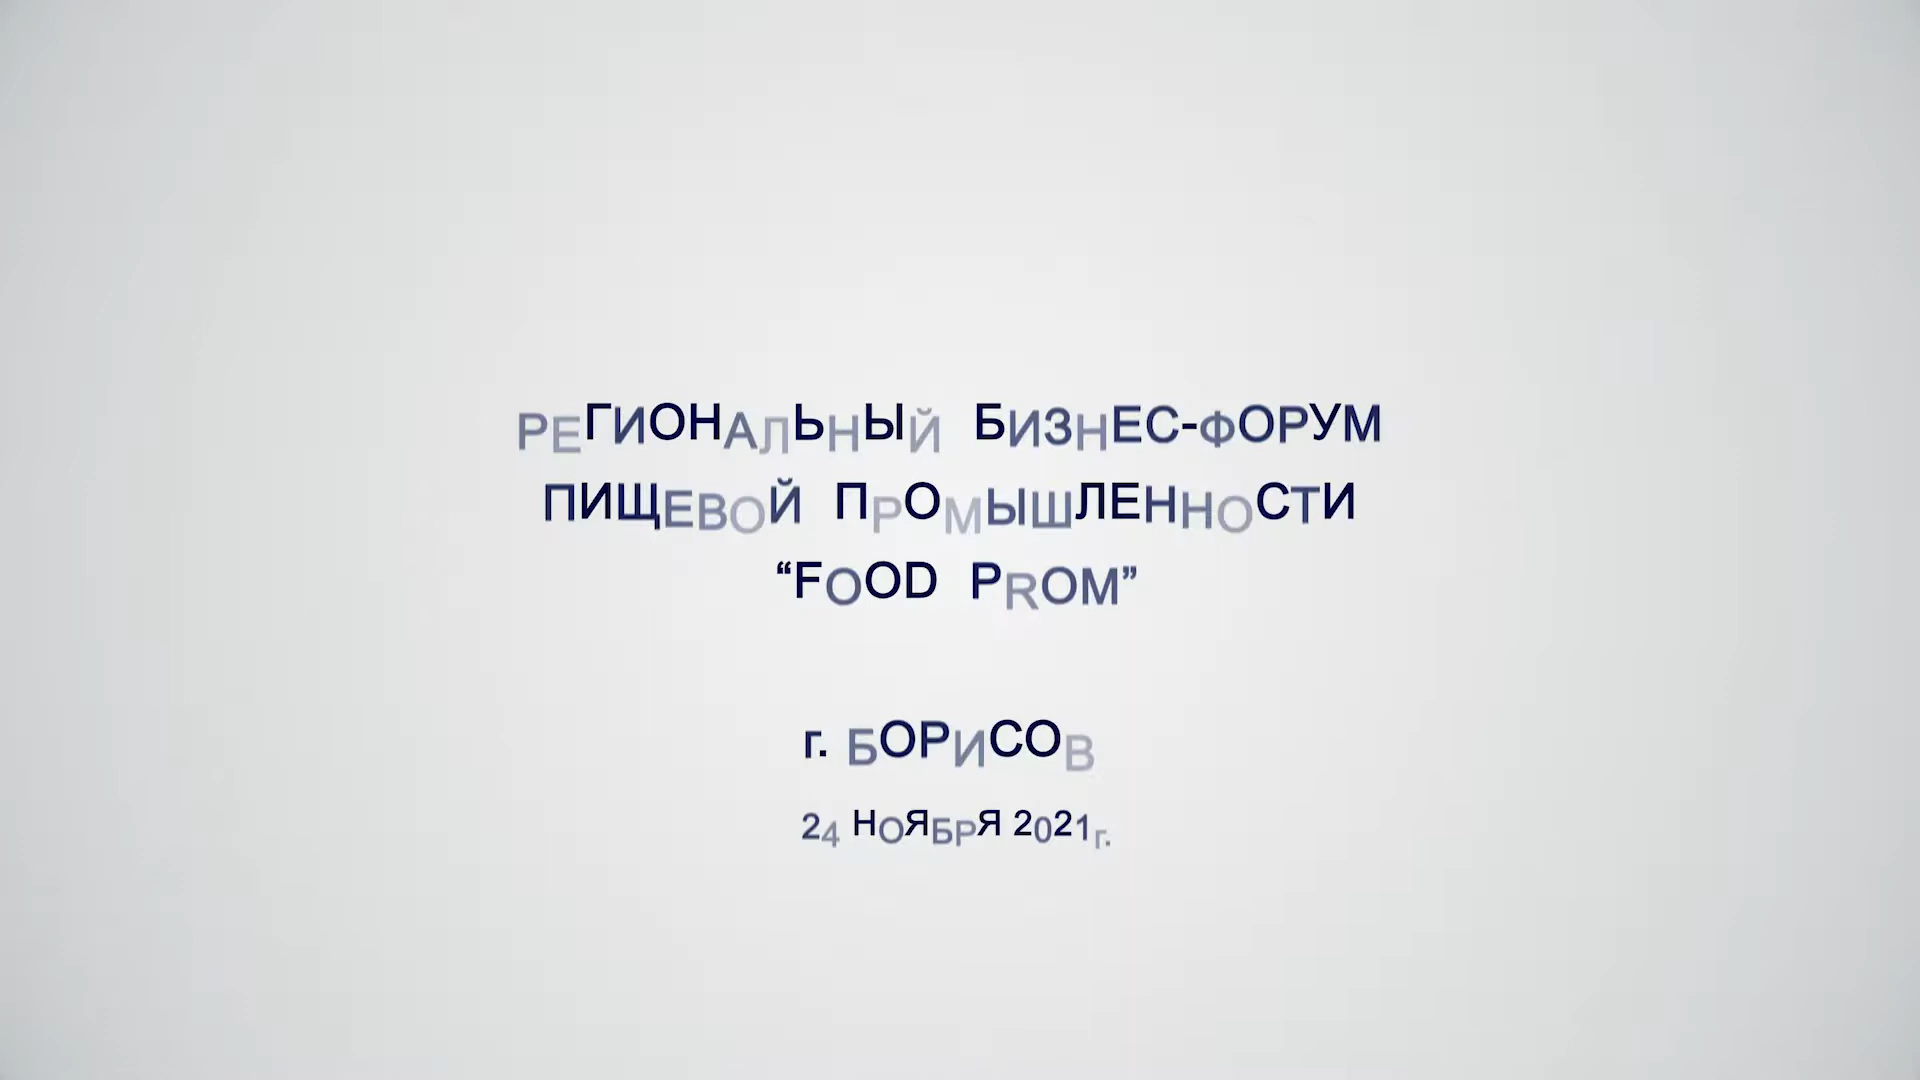 РЕГИОНАЛЬНЫЙ БИЗНЕС-ФОРУМ
ПИЩЕВОЙ ПРОМЫШЛЕННОСТИ
“FOOD PROM”
г. БОРИСОВ
24 НОЯБРЯ 2021г.